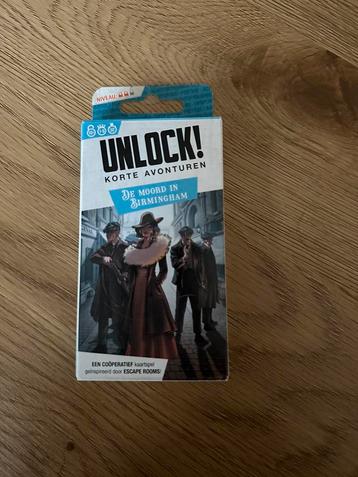 NIVEAU:
UNLOCK!
KORTE AVONTUREN
DE MOORD IN
BIRMINGHAM
EEN COÖPERATIEF kaartspel
geïnspireerd door ESCAPE ROOMS!